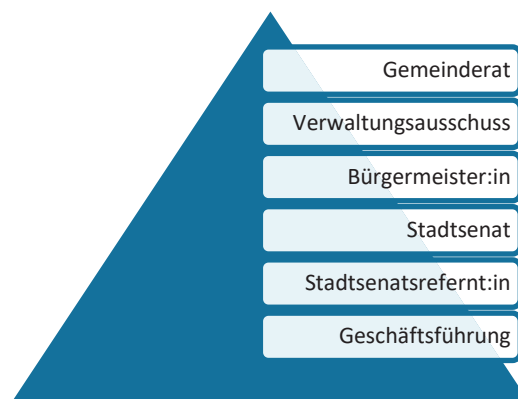 Gemeinderat
Verwaltungsausschuss
Bürgermeister:in
Stadtsenat
Stadtsenatsrefernt:in
Geschäftsführung